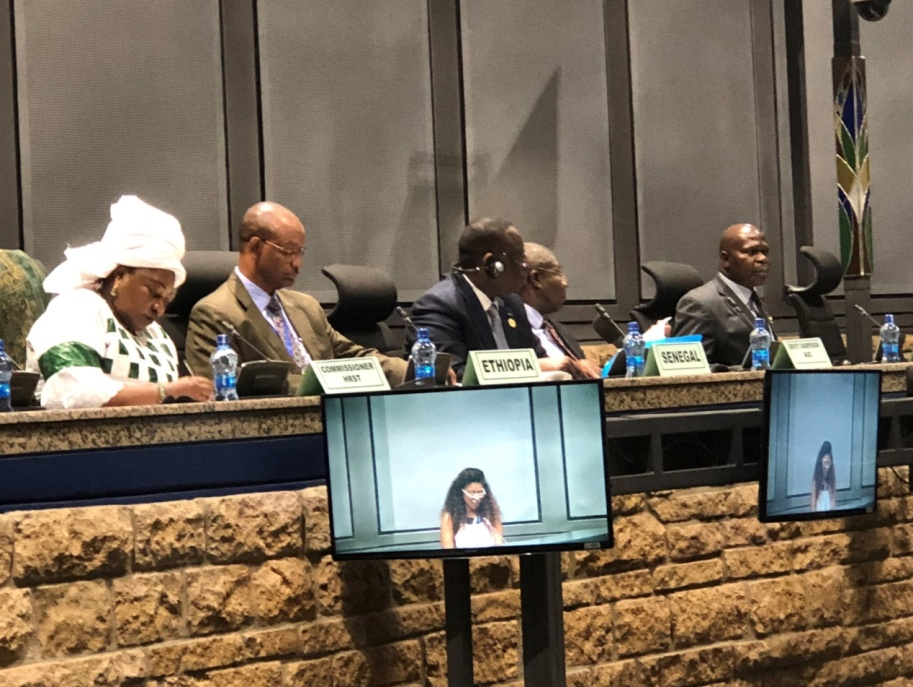 COMMISSIONER
HRST
ETHIOPIA
SENEGAL